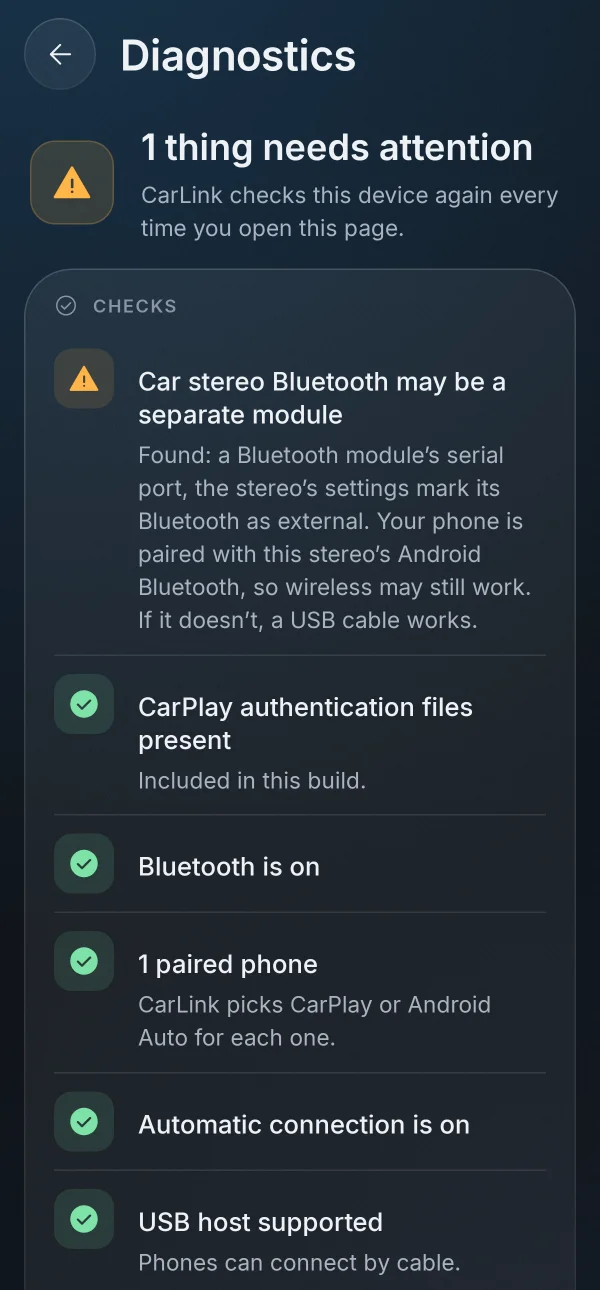 Diagnostics
1 thing needs attention
CarLink checks this device again every
time you open this page.
CHECKS
Car stereo Bluetooth may be a
separate module
Found: a Bluetooth module’s serial
port, the stereo’s settings mark its
Bluetooth as external. Your phone is
paired with this stereo’s Android
Bluetooth, so wireless may still work.
If it doesn’t, a USB cable works.
CarPlay authentication files
present
Included in this build.
Bluetooth is on
1 paired phone
CarLink picks CarPlay or Android
Auto for each one.
Automatic connection is on
USB host supported
Phones can connect by cable.